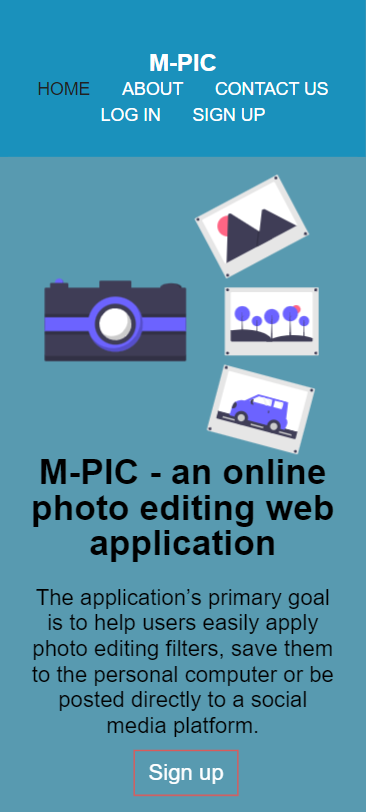 M-PIC
HOME ABOUT CONTACT US
LOG IN SIGN UP
M-PIC - an online
photo editing web
application
The application’s primary goal
is to help users easily apply
photo editing filters, save them
to the personal computer or be
posted directly to a social
media platform.
Sign up